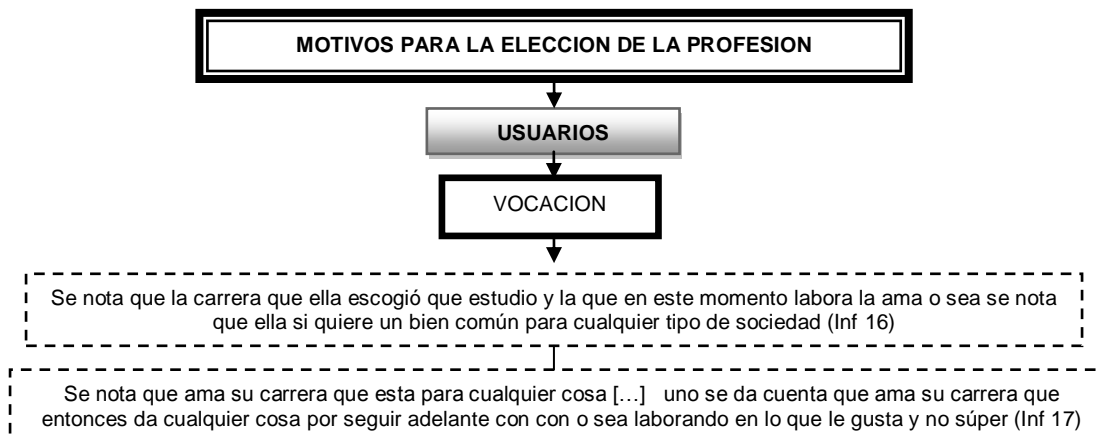 MOTIVOS PARA LA ELECCION DE LA PROFESION
USUARIOS
VOCACION
Se nota que la carrera que ella escogió que estudio y la que en este momento labora la ama o sea se nota
que ella si quiere un bien común para cualquier tipo de sociedad (Inf 16)
Se nota que ama su carrera que esta para cualquier cosa […] uno se da cuenta que ama su carrera que
entonces da cualquier cosa por seguir adelante con con o sea laborando en lo que le gusta y no súper (Inf 17)